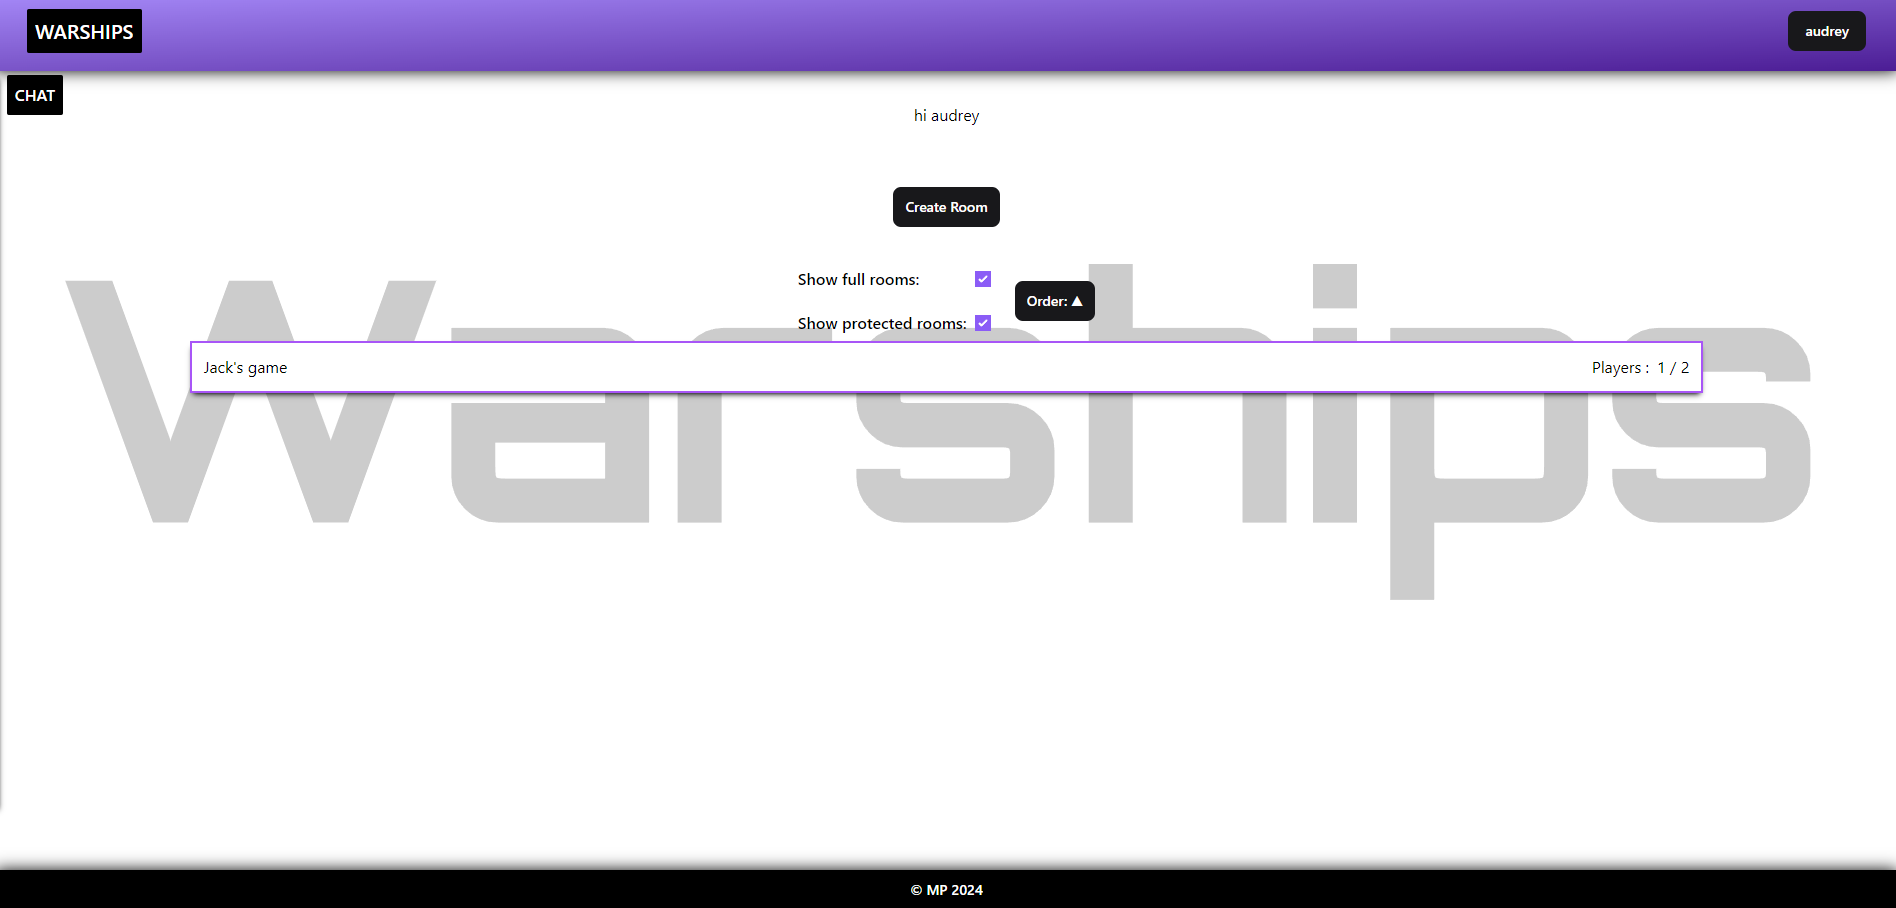 WARSHIPS
audrey
CHAT
hi audrey
Create Room
Show full rooms:
Order: ▲
Show protected rooms:
Jack's game
Players : 1 / 2
Warships
© MP 2024